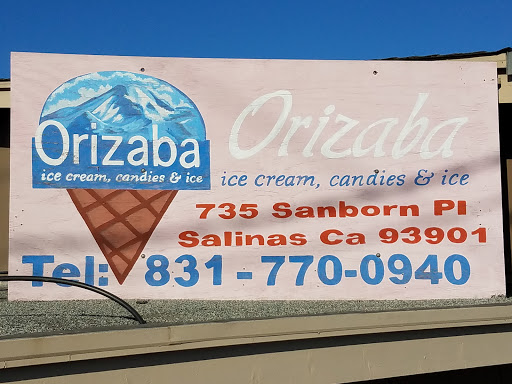 Orizaba
ice cream, candies & ice
Orizaba
ice cream, candies & ice
735 Sanborn Pl
Salinas Ca 93901
Tel: 831-770-0940